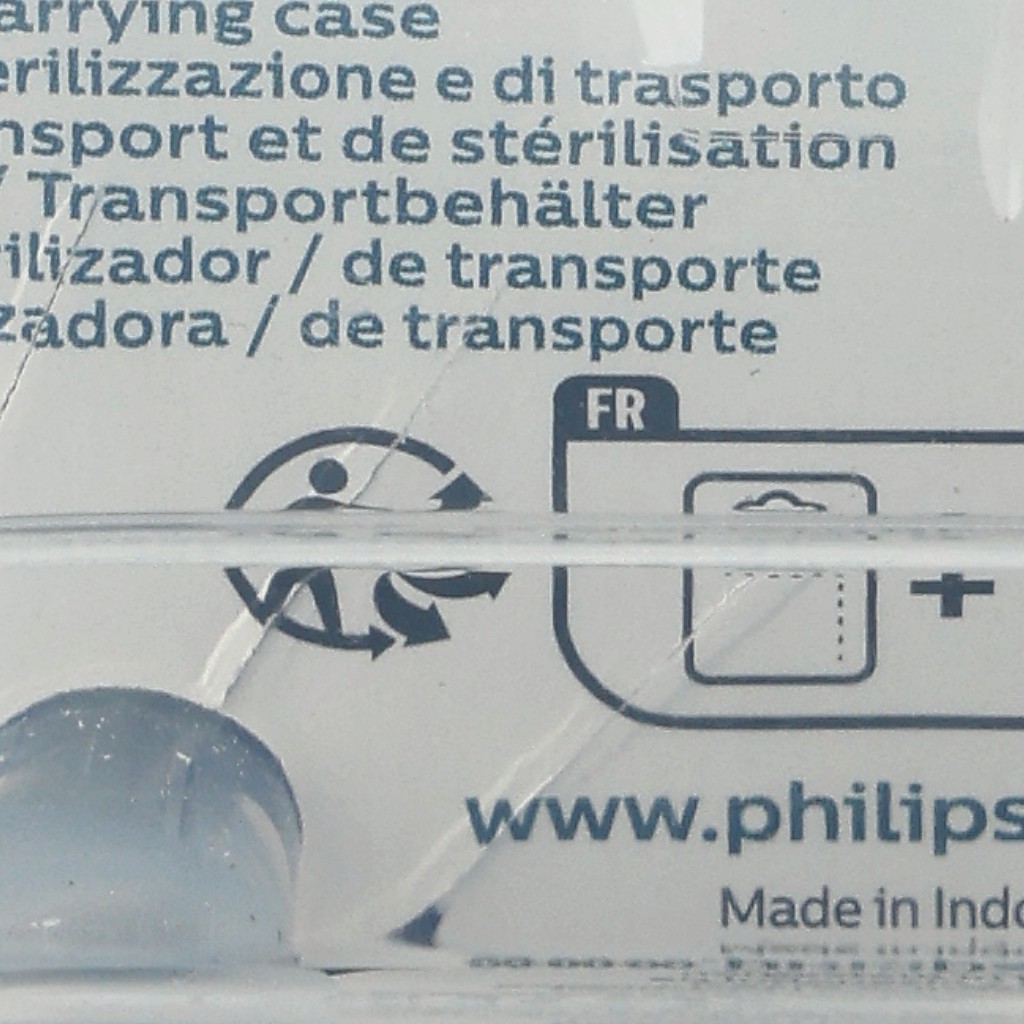 arrying case
erilizzazione e di trasporto
nsport et de stérilisation
/ Transportbehälter
ilizador / de transporte
zadora / de transporte
FR
+
www.philips
Made in Indo